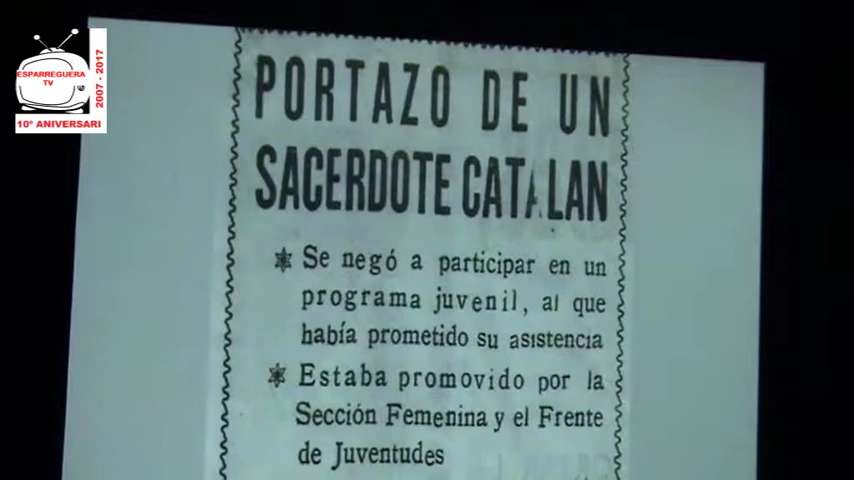 ESPARREGUERA
TV
2007 - 2017
10º ANIVERSARI
PORTAZO DE UN
SACERDOTE CATALAN
Se negó a participar en un
programa juvenil, al que
había prometido su asistencia
Estaba promovido por la
Sección Femenina y el Frente
de Juventudes